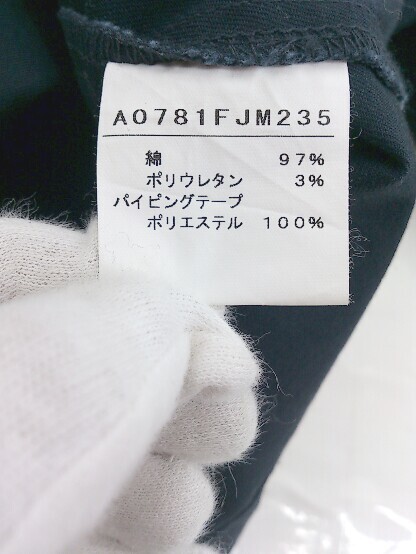 A0781FJM235
綿 97%
ポリウレタン 3%
パイピングテープ
ポリエステル 100%